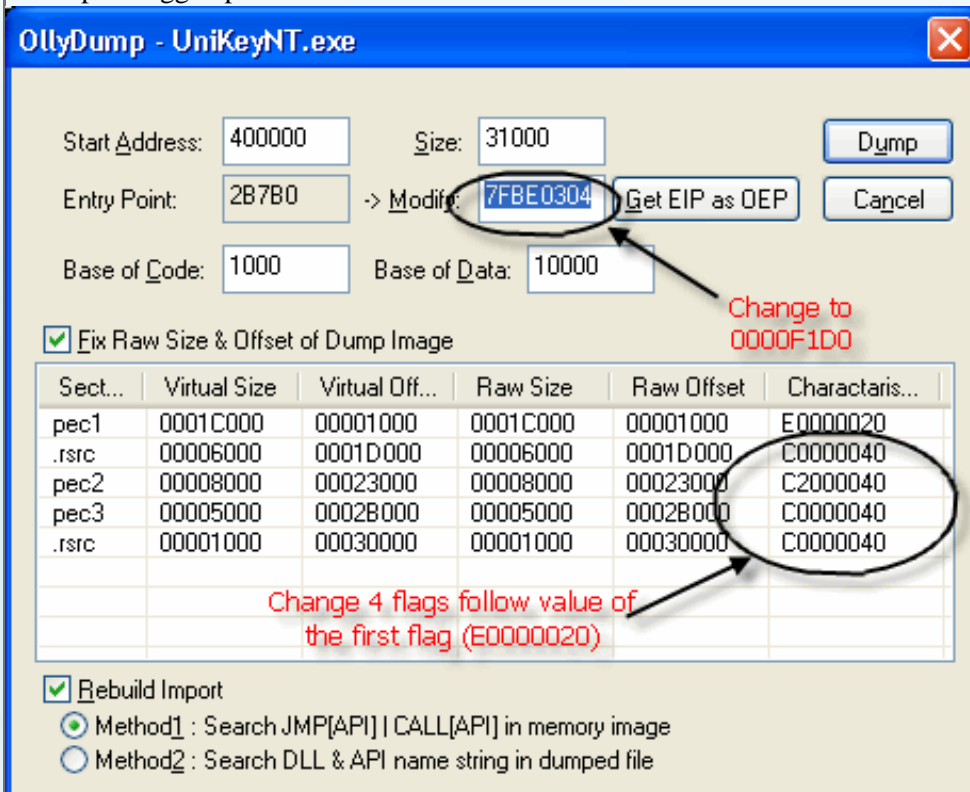 OllyDump - UniKeyNT.exe
Start Address: 400000 Size: 31000 Dump
Entry Point: 2B7B0 -> Modify: 7FBE0304 Get EIP as OEP Cancel
Base of Code: 1000 Base of Data: 10000
Change to
0000F1D0
Fix Raw Size & Offset of Dump Image
Sect... Virtual Size Virtual Off... Raw Size Raw Offset Charactaris...
pec1 0001C000 00001000 0001C000 00001000 E0000020
.rsrc 00006000 0001D000 00006000 0001D000 C0000040
pec2 00008000 00023000 00008000 00023000 C2000040
pec3 00005000 0002B000 00005000 0002B000 C0000040
.rsrc 00001000 00030000 00001000 00030000 C0000040
Change 4 flags follow value of
the first flag (E0000020)
Rebuild Import
Method1 : Search JMP[API] | CALL[API] in memory image
Method2 : Search DLL & API name string in dumped file